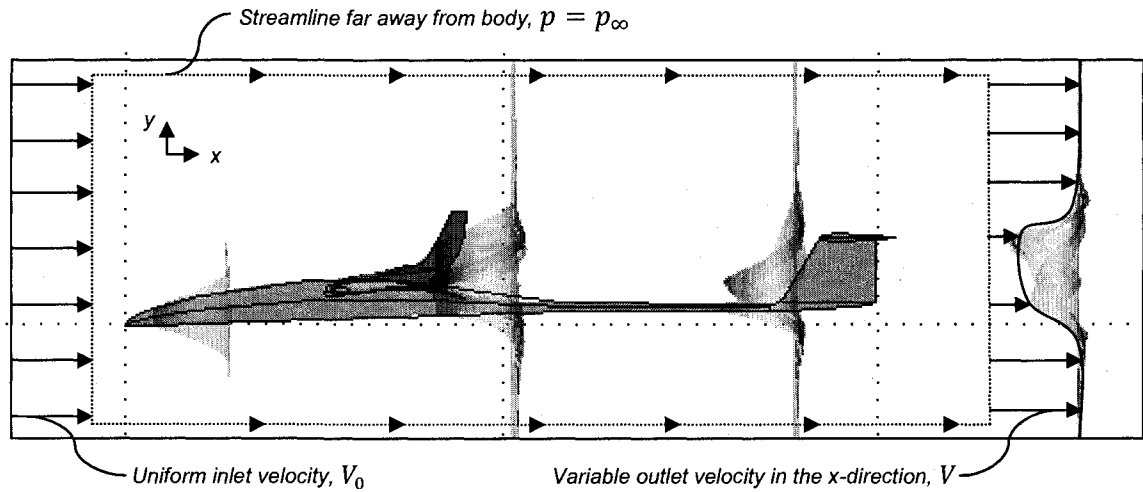 Streamline far away from body, p = p∞
y
x
Uniform inlet velocity, V₀
Variable outlet velocity in the x-direction, V